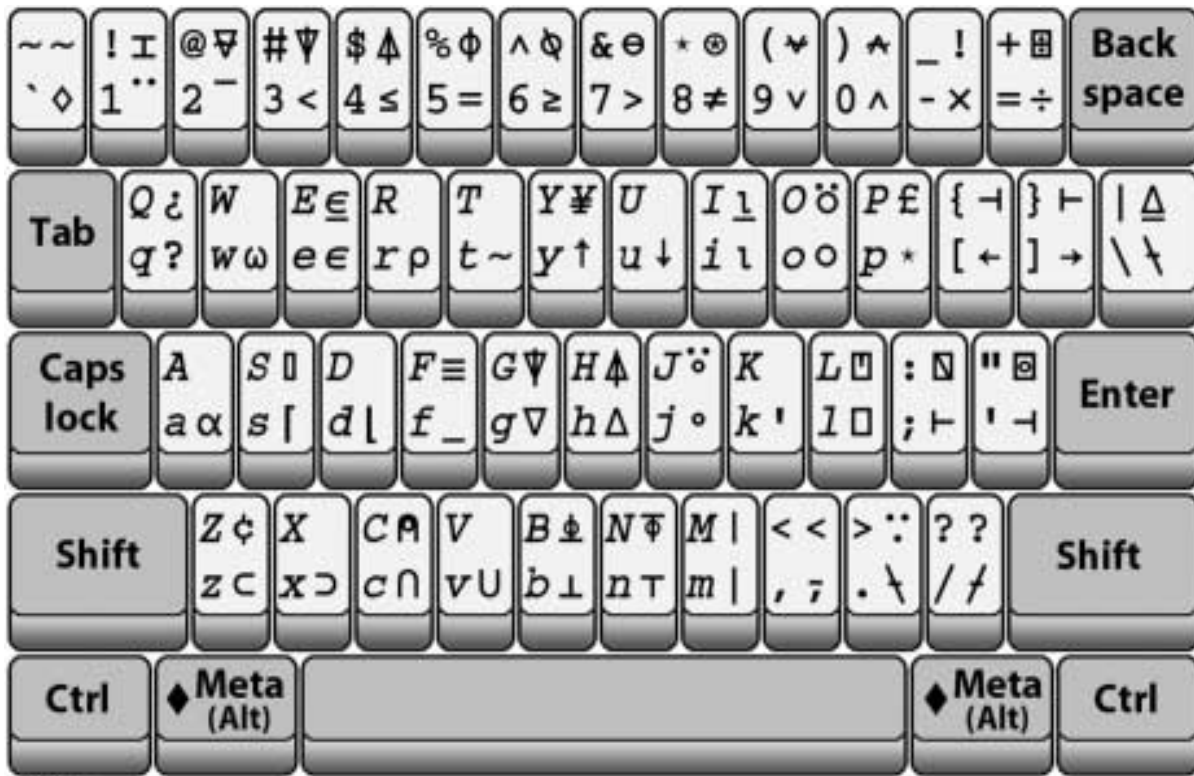 ~ ~ ! ⌶ @ ⍫ # ⍒ $ ⍋ % ⌽ ^ ⍉ & ⊖ * ⍟ ( ⍱ ) ⍲ _ ! + ⌹ Back
` ◊ 1 ¨ 2 ¯ 3 < 4 ≤ 5 = 6 ≥ 7 > 8 ≠ 9 ∨ 0 ∧ - × = ÷ space
Tab Q ¿ W E ⍷ R T Y ¥ U I ⍸ O ⍥ P £ { ⊣ } ⊢ | ⍙
q ? w ω e ∊ r ρ t ~ y ↑ u ↓ i ⍳ o ○ p * [ ← ] → \ ⍀
Caps A S ⌷ D F ≡ G ⍒ H ⍋ J ⍤ K L ⍞ : ⍂ " ⌻ Enter
lock a α s ⌈ d ⌊ f _ g ∇ h ∆ j ∘ k ' l ⎕ ; ⊢ ' ⊣
Shift Z ¢ X C ⍝ V B ⍎ N ⍕ M | < < > ⋅⋅ ? ? Shift
z ⊂ x ⊃ c ∩ v ∪ b ⊥ n ⊤ m | , ⍪ . ⍀ / ⌿
Ctrl ♦ Meta ♦ Meta Ctrl
(Alt) (Alt)